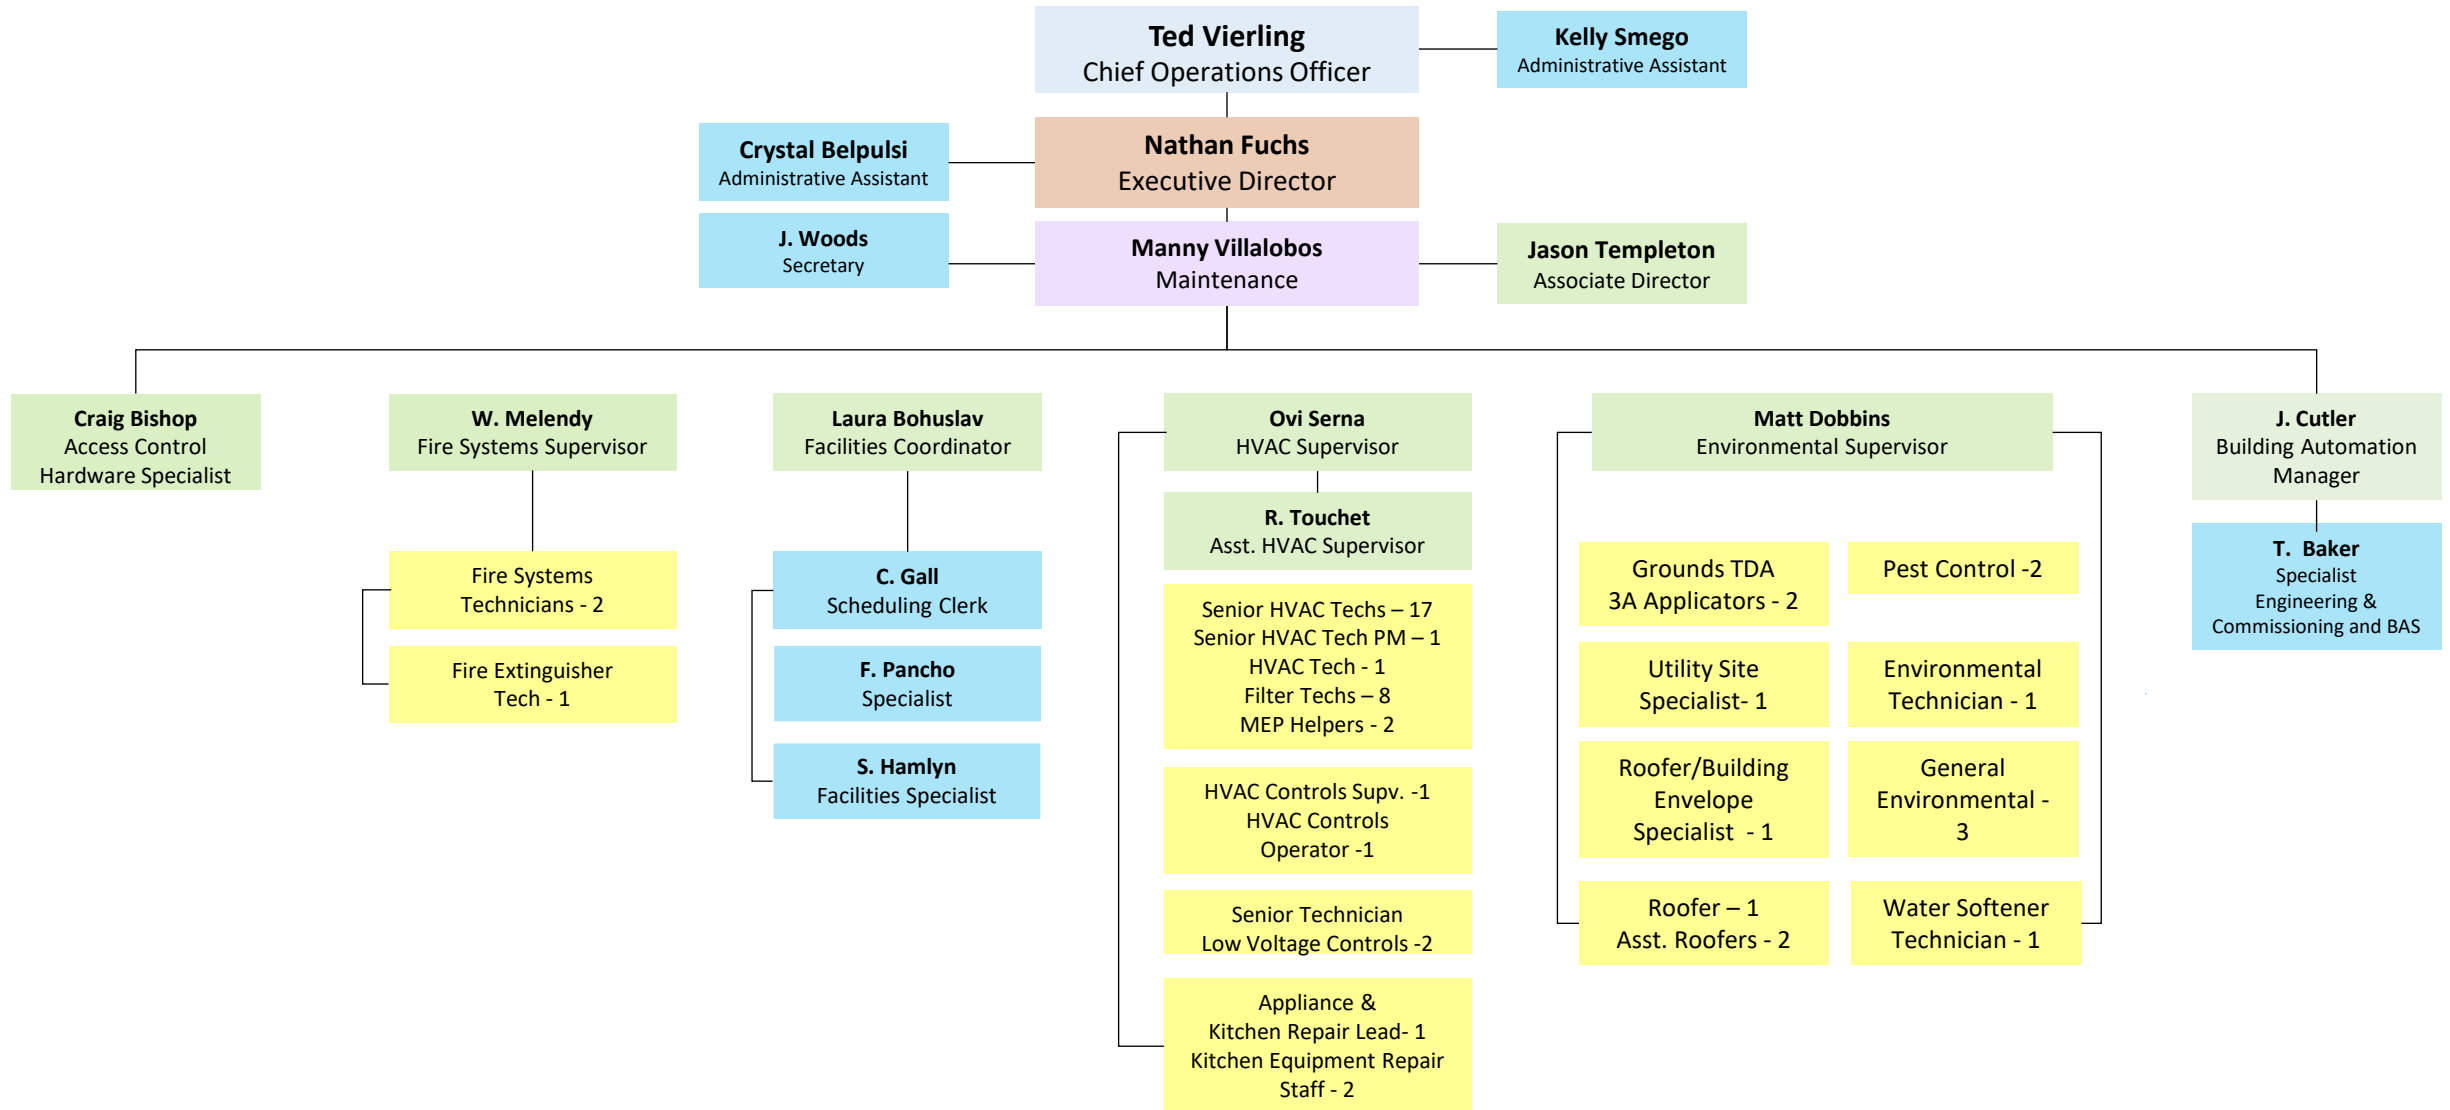 Ted Vierling
Chief Operations Officer
Kelly Smego
Administrative Assistant
Crystal Belpulsi
Administrative Assistant
Nathan Fuchs
Executive Director
J. Woods
Secretary
Manny Villalobos
Maintenance
Jason Templeton
Associate Director
Craig Bishop
Access Control
Hardware Specialist
W. Melendy
Fire Systems Supervisor
Fire Systems
Technicians - 2
Fire Extinguisher
Tech - 1
Laura Bohuslav
Facilities Coordinator
C. Gall
Scheduling Clerk
F. Pancho
Specialist
S. Hamlyn
Facilities Specialist
Ovi Serna
HVAC Supervisor
R. Touchet
Asst. HVAC Supervisor
Senior HVAC Techs – 17
Senior HVAC Tech PM – 1
HVAC Tech - 1
Filter Techs – 8
MEP Helpers - 2
HVAC Controls Supv. -1
HVAC Controls
Operator -1
Senior Technician
Low Voltage Controls -2
Appliance &
Kitchen Repair Lead- 1
Kitchen Equipment Repair
Staff - 2
Matt Dobbins
Environmental Supervisor
Grounds TDA
3A Applicators - 2
Pest Control -2
Utility Site
Specialist- 1
Environmental
Technician - 1
Roofer/Building
Envelope
Specialist - 1
General
Environmental -
3
Roofer – 1
Asst. Roofers - 2
Water Softener
Technician - 1
J. Cutler
Building Automation
Manager
T. Baker
Specialist
Engineering &
Commissioning and BAS